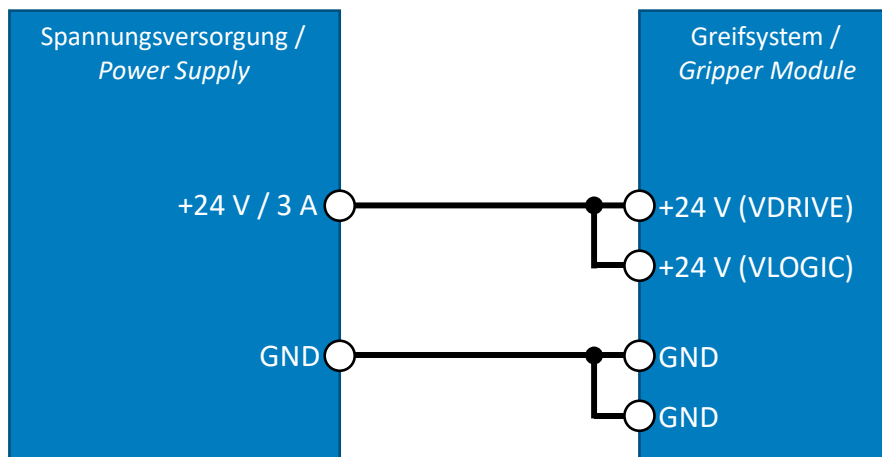 Spannungsversorgung /
Power Supply
Greifsystem /
Gripper Module
+24 V / 3 A
+24 V (VDRIVE)
+24 V (VLOGIC)
GND
GND
GND